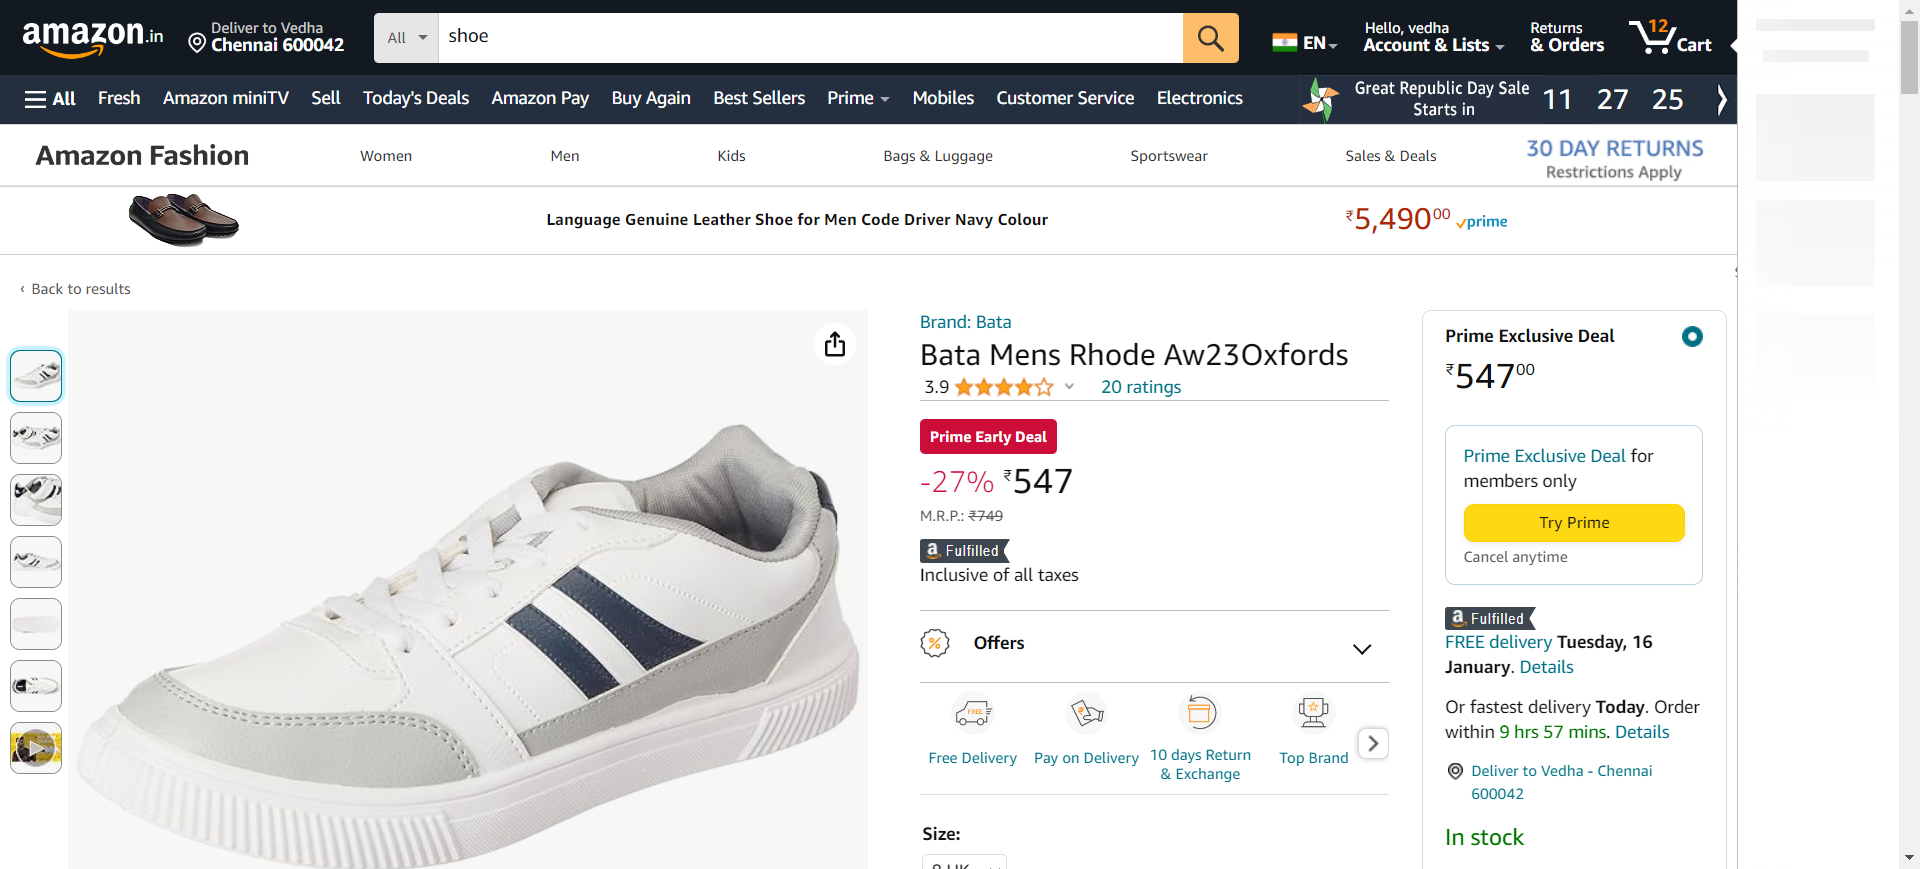 amazon.in
Deliver to Vedha
Chennai 600042
All
shoe
EN
Hello, vedha
Account & Lists
Returns
& Orders
12
Cart
All
Fresh
Amazon miniTV
Sell
Today's Deals
Amazon Pay
Buy Again
Best Sellers
Prime
Mobiles
Customer Service
Electronics
Great Republic Day Sale
Starts in
11 27 25
Amazon Fashion
Women
Men
Kids
Bags & Luggage
Sportswear
Sales & Deals
30 DAY RETURNS
Restrictions Apply
Language Genuine Leather Shoe for Men Code Driver Navy Colour
₹5,49000 prime
‹ Back to results
Brand: Bata
Bata Mens Rhode Aw23Oxfords
3.9
20 ratings
Prime Early Deal
-27% ₹547
M.R.P.: ₹749
a Fulfilled
Inclusive of all taxes
Offers
FREE
Free Delivery
Pay on Delivery
10 days Return
& Exchange
Top Brand
Size:
Prime Exclusive Deal
₹54700
Prime Exclusive Deal for
members only
Try Prime
Cancel anytime
a Fulfilled
FREE delivery Tuesday, 16
January. Details
Or fastest delivery Today. Order
within 9 hrs 57 mins. Details
Deliver to Vedha - Chennai
600042
In stock